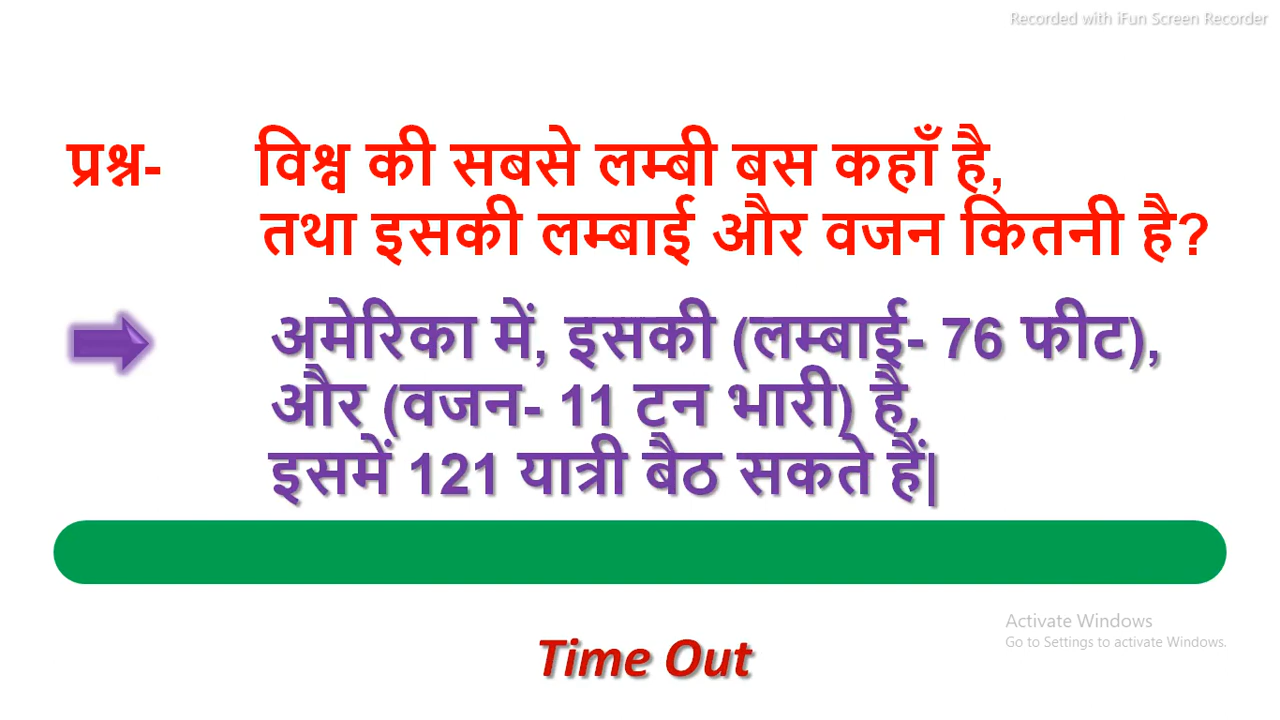 Recorded with iFun Screen Recorder
प्रश्न- विश्व की सबसे लम्बी बस कहाँ है,
तथा इसकी लम्बाई और वजन कितनी है?
अमेरिका में, इसकी (लम्बाई- 76 फीट),
और (वजन- 11 टन भारी) है,
इसमें 121 यात्री बैठ सकते हैं|
Activate Windows
Go to Settings to activate Windows.
Time Out